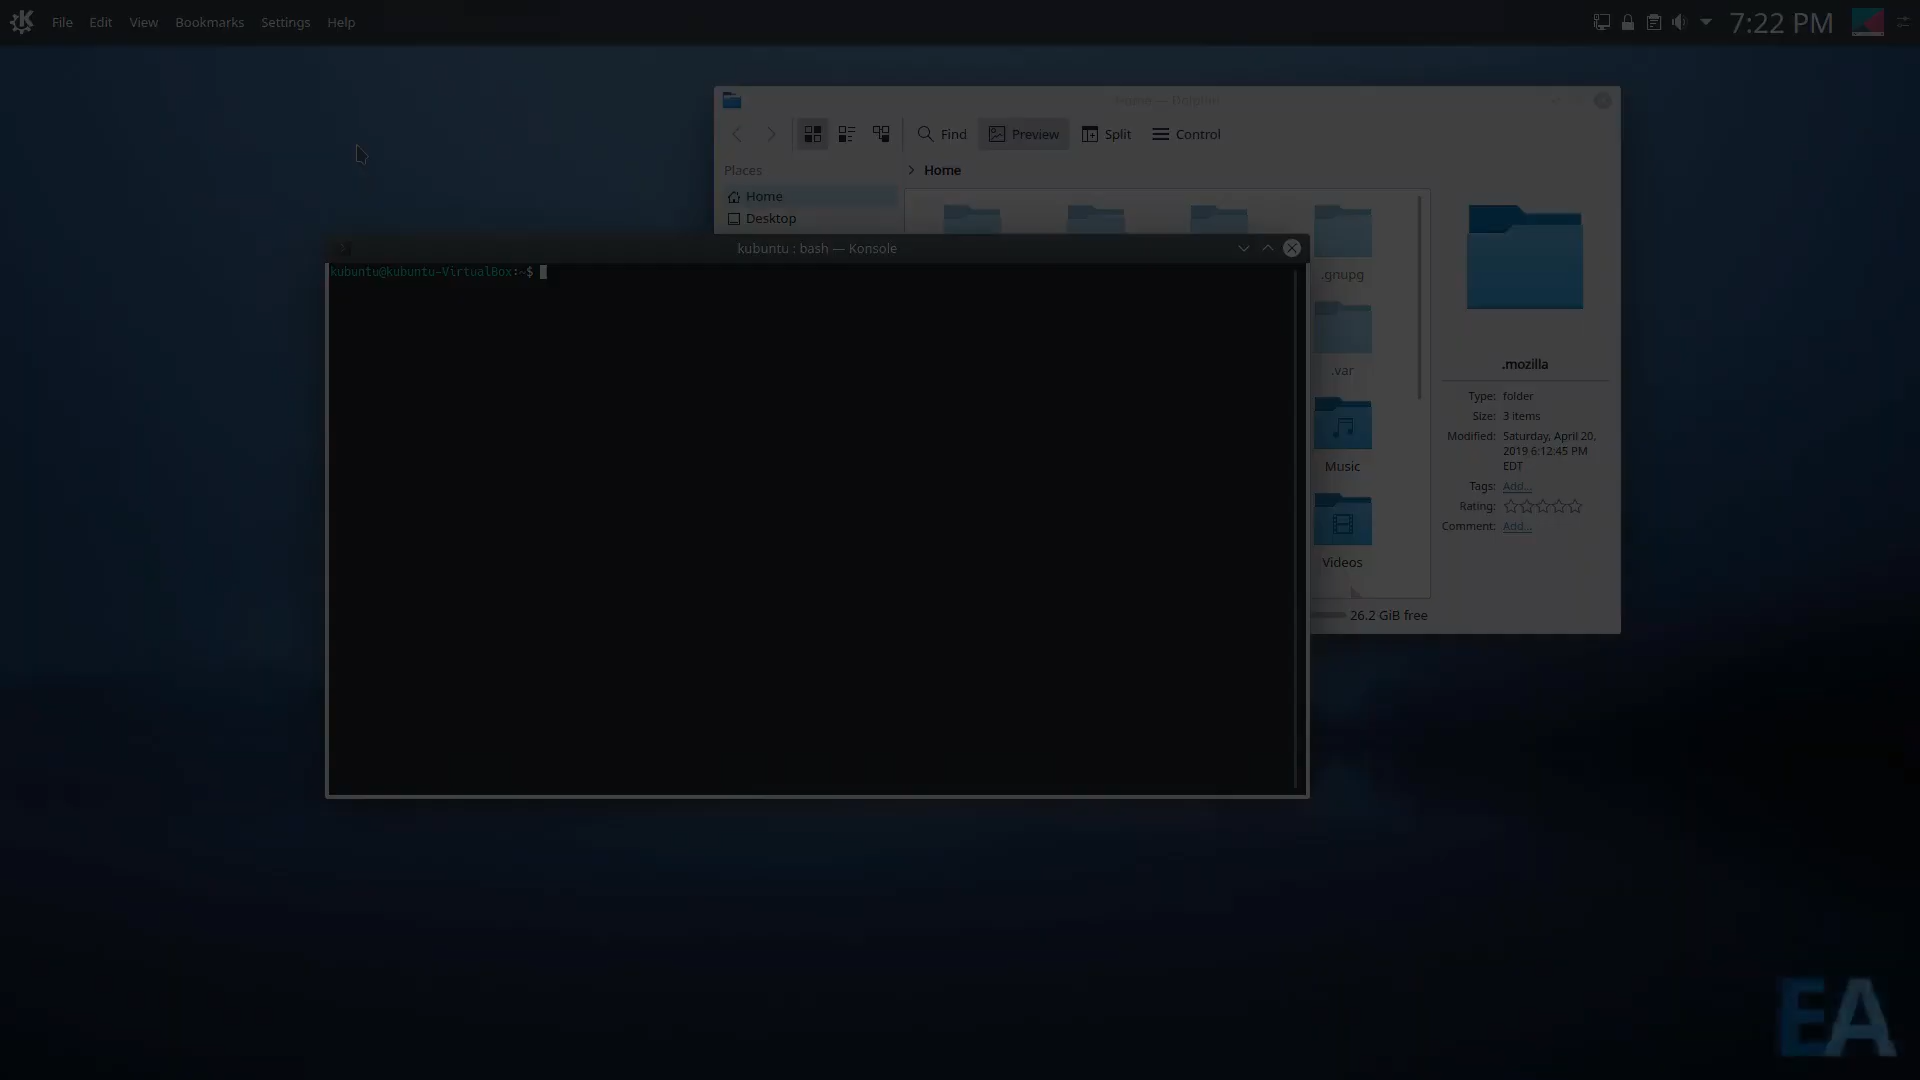 File Edit View Bookmarks Settings Help
7:22 PM
Home — Dolphin
Find Preview Split Control
Places
Home
Home
Desktop
kubuntu : bash — Konsole
kubuntu@kubuntu-VirtualBox:~$
.gnupg
.var
Music
Videos
.mozilla
Type: folder
Size: 3 items
Modified: Saturday, April 20,
2019 6:12:45 PM
EDT
Tags: Add...
Rating:
Comment: Add...
26.2 GiB free
EA